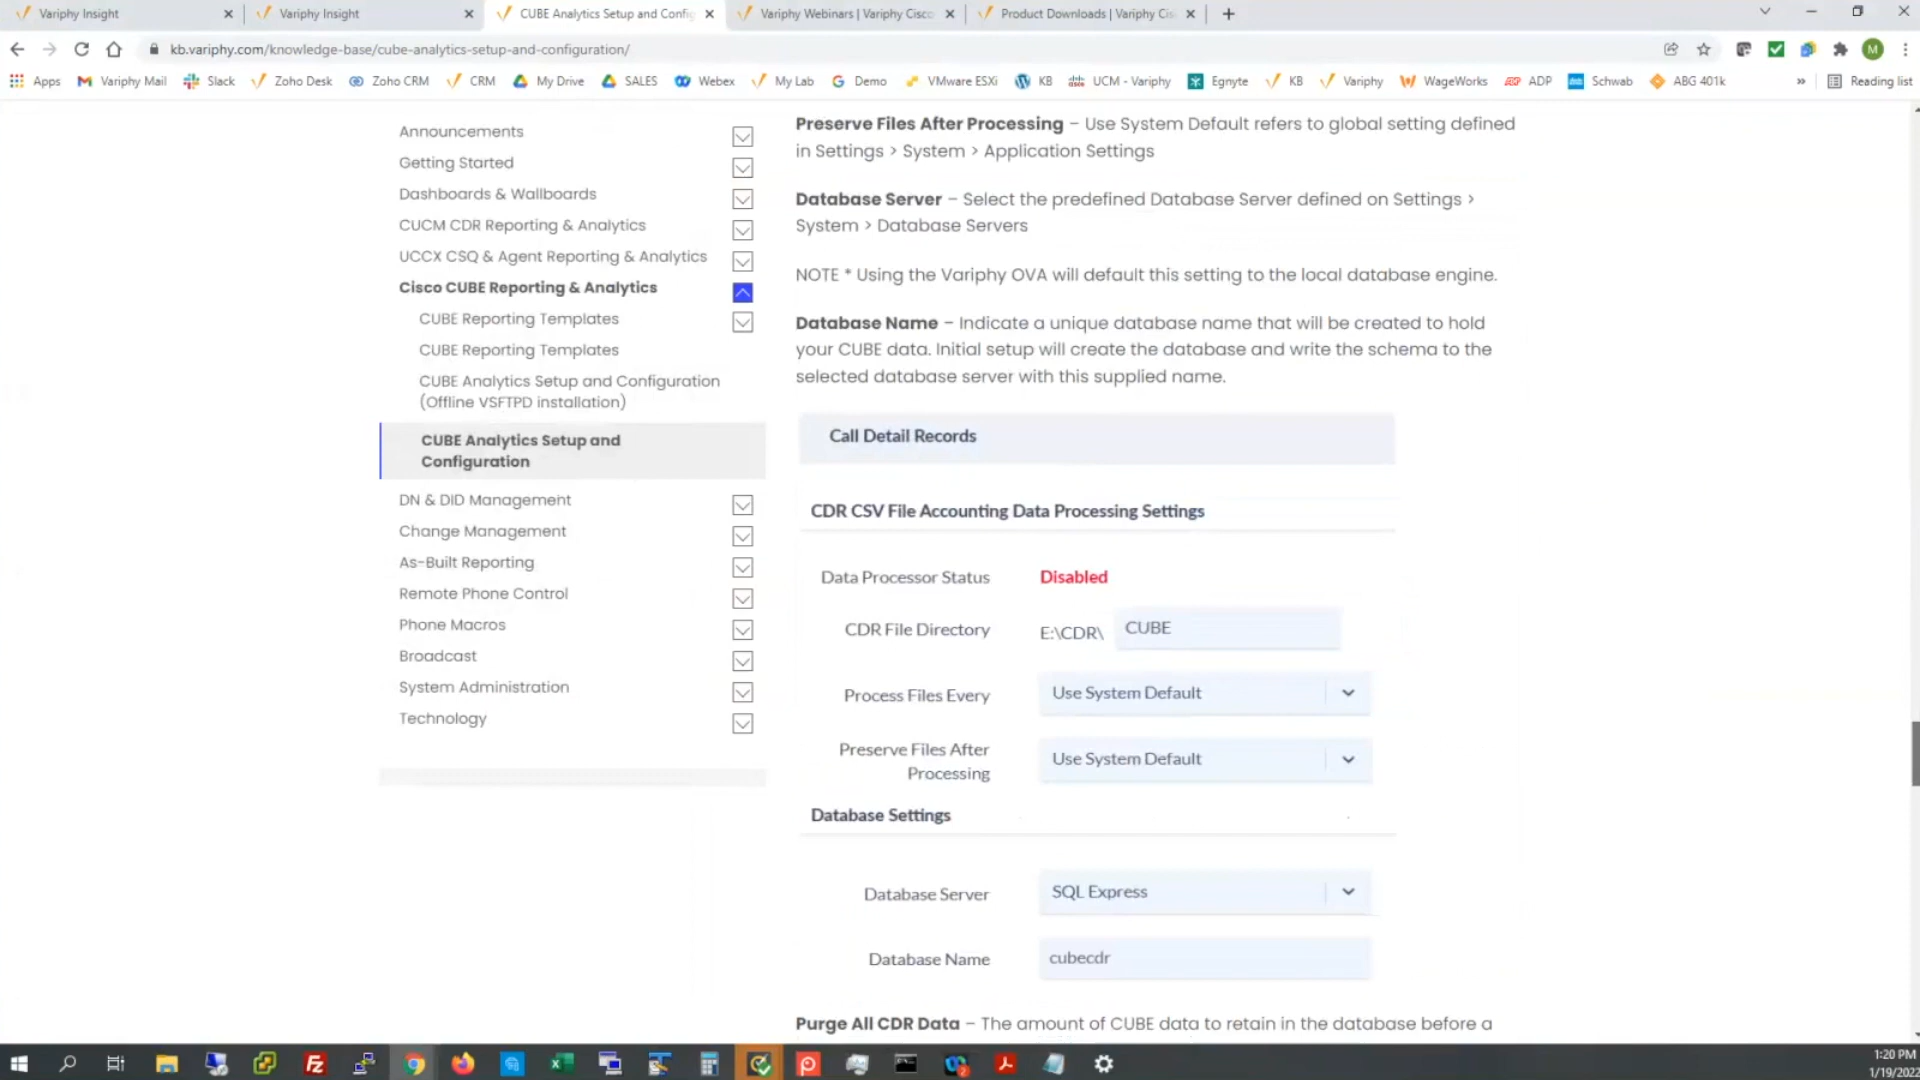 Variphy Insight
Variphy Insight
CUBE Analytics Setup and Config
Variphy Webinars | Variphy Cisco
Product Downloads | Variphy Cis
kb.variphy.com/knowledge-base/cube-analytics-setup-and-configuration/
M
Apps
Variphy Mail
Slack
Zoho Desk
Zoho CRM
CRM
My Drive
SALES
Webex
My Lab
Demo
VMware ESXi
KB
UCM - Variphy
Egnyte
KB
Variphy
WageWorks
ADP
Schwab
ABG 401k
»
Reading list
Announcements
Getting Started
Dashboards & Wallboards
CUCM CDR Reporting & Analytics
UCCX CSQ & Agent Reporting & Analytics
Cisco CUBE Reporting & Analytics
CUBE Reporting Templates
CUBE Reporting Templates
CUBE Analytics Setup and Configuration
(Offline VSFTPD installation)
CUBE Analytics Setup and
Configuration
DN & DID Management
Change Management
As-Built Reporting
Remote Phone Control
Phone Macros
Broadcast
System Administration
Technology
Preserve Files After Processing – Use System Default refers to global setting defined
in Settings > System > Application Settings
Database Server – Select the predefined Database Server defined on Settings >
System > Database Servers
NOTE * Using the Variphy OVA will default this setting to the local database engine.
Database Name – Indicate a unique database name that will be created to hold
your CUBE data. Initial setup will create the database and write the schema to the
selected database server with this supplied name.
Call Detail Records
CDR CSV File Accounting Data Processing Settings
Data Processor Status Disabled
CDR File Directory E:\CDR\ CUBE
Process Files Every Use System Default
Preserve Files After
Processing
Use System Default
Database Settings
Database Server SQL Express
Database Name cubecdr
Purge All CDR Data – The amount of CUBE data to retain in the database before a
1:20 PM
1/19/2022